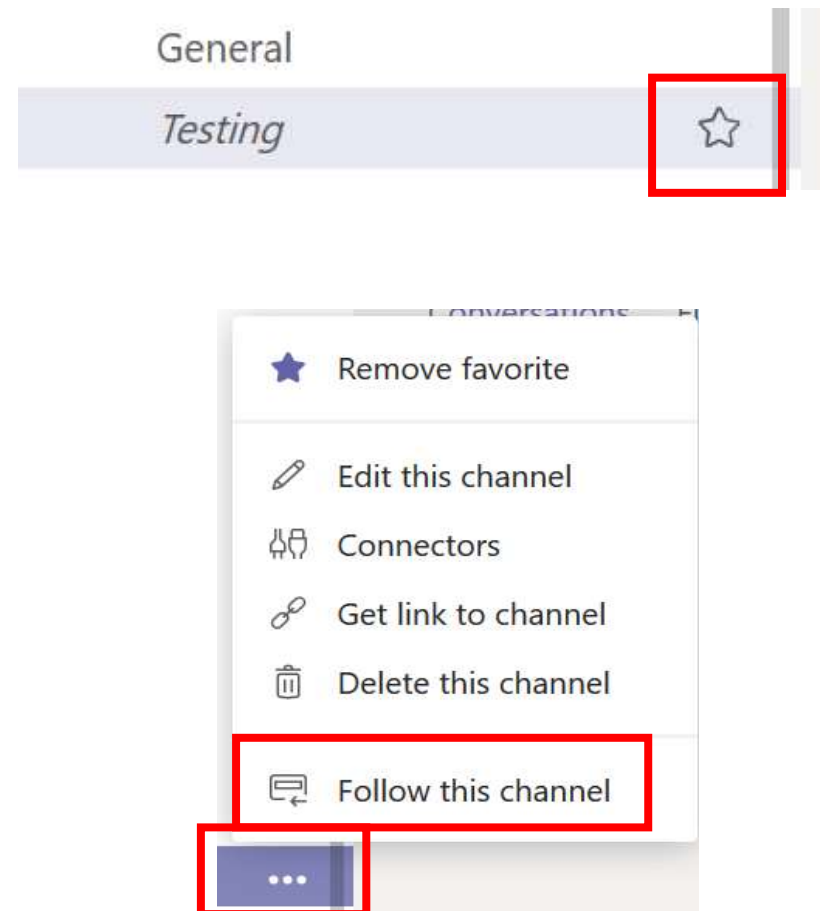 General
Testing
Remove favorite
Edit this channel
Connectors
Get link to channel
Delete this channel
Follow this channel
...